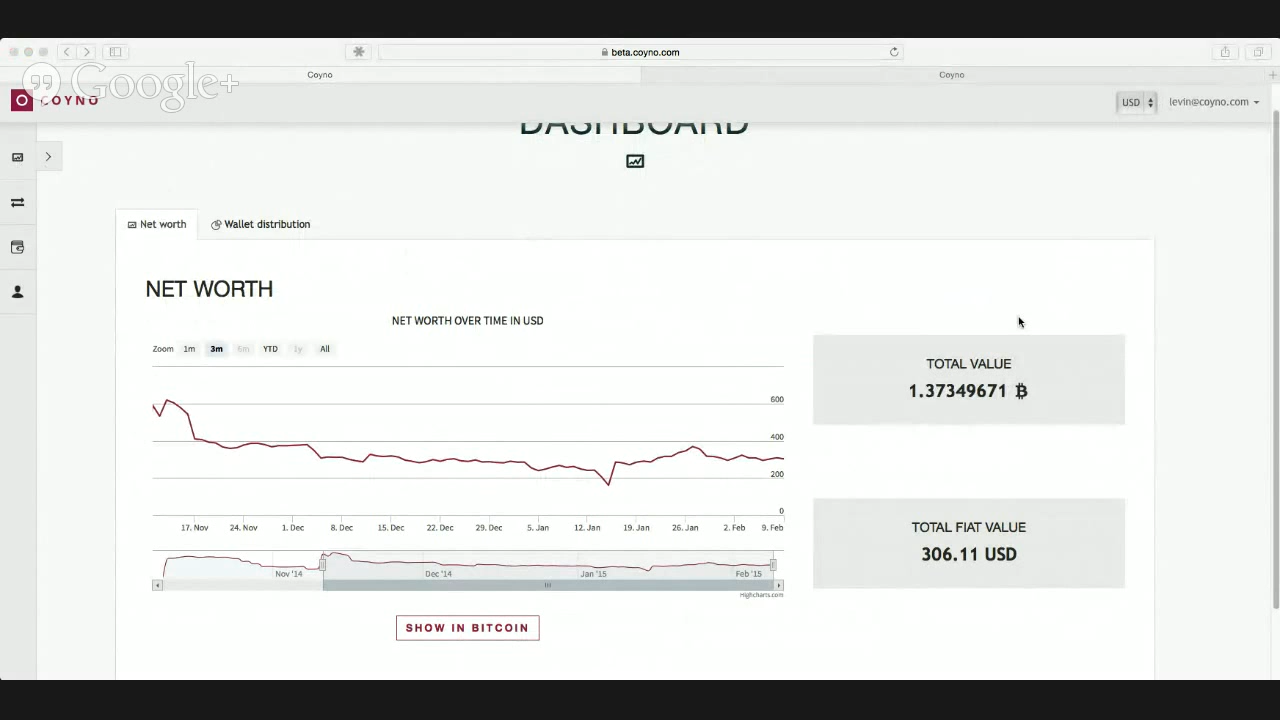 beta.coyno.com
Coyno
Coyno
Google+
COYNO
USD
levin@coyno.com
DASHBOARD
Net worth
Wallet distribution
NET WORTH
NET WORTH OVER TIME IN USD
Zoom 1m 3m 6m YTD 1y All
600
400
200
0
17. Nov 24. Nov 1. Dec 8. Dec 15. Dec 22. Dec 29. Dec 5. Jan 12. Jan 19. Jan 26. Jan 2. Feb 9. Feb
Nov '14 Dec '14 Jan '15 Feb '15
Highcharts.com
SHOW IN BITCOIN
TOTAL VALUE
1.37349671 ₿
TOTAL FIAT VALUE
306.11 USD